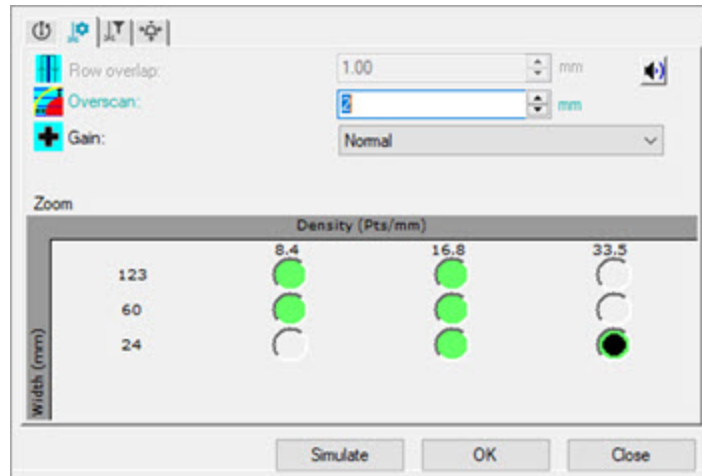 Row overlap: 1.00 mm
Overscan: 2 mm
Gain: Normal
Zoom
Density (Pts/mm)
8.4 16.8 33.5
123
60
24
Width (mm)
Simulate OK Close